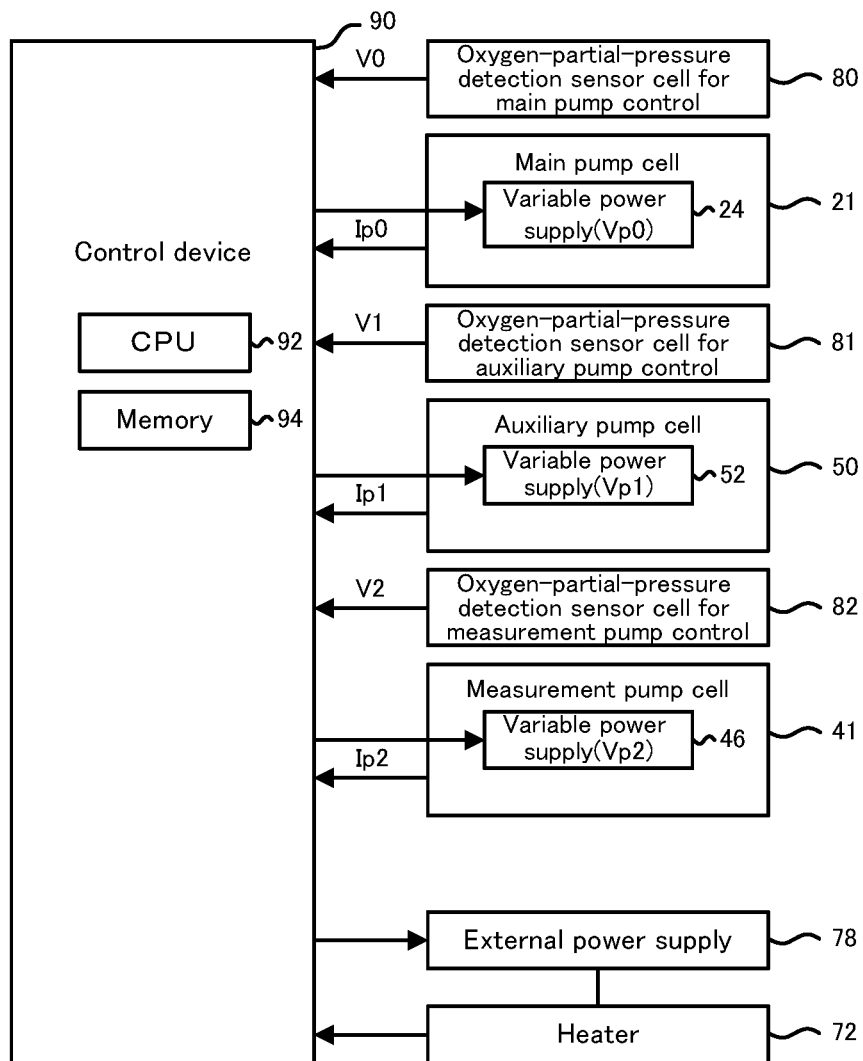 90
V0
Oxygen-partial-pressure
detection sensor cell for
main pump control
80
Main pump cell
Variable power
supply(Vp0)
24
21
Ip0
Control device
CPU
92
Memory
94
V1
Oxygen-partial-pressure
detection sensor cell for
auxiliary pump control
81
Auxiliary pump cell
Variable power
supply(Vp1)
52
50
Ip1
V2
Oxygen-partial-pressure
detection sensor cell for
measurement pump control
82
Measurement pump cell
Variable power
supply(Vp2)
46
41
Ip2
External power supply
78
Heater
72